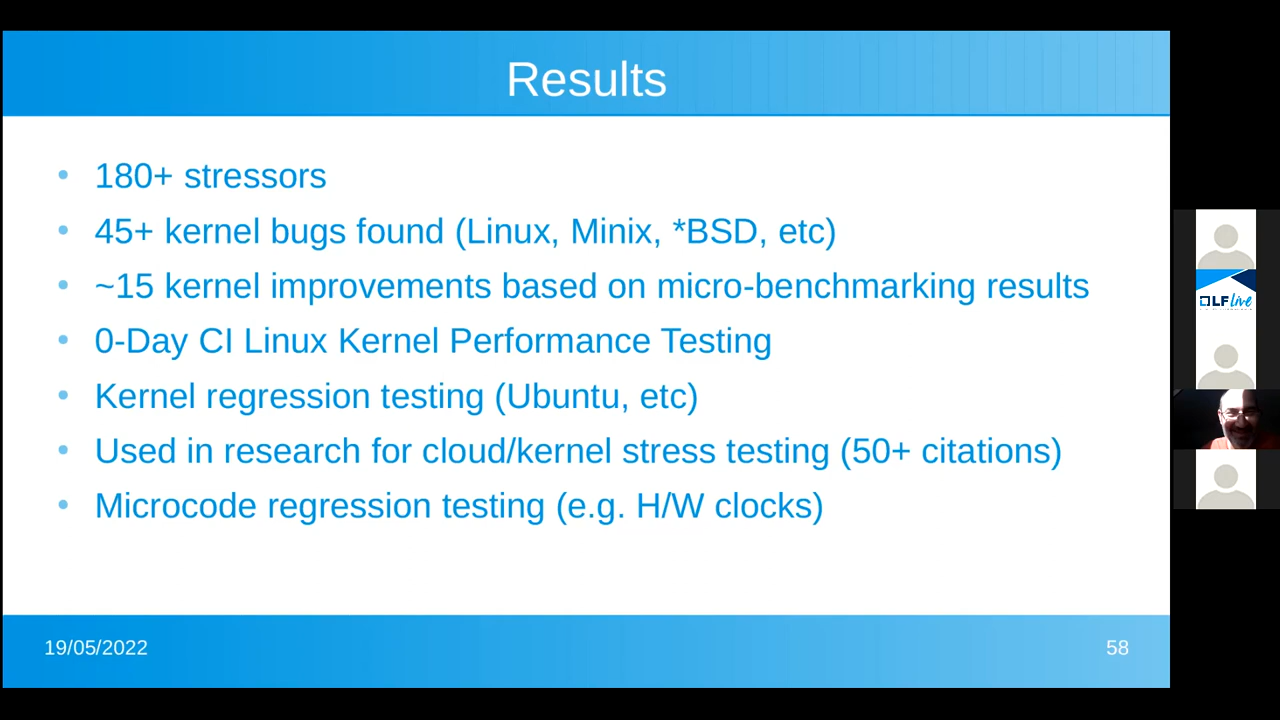 Results
• 180+ stressors
• 45+ kernel bugs found (Linux, Minix, *BSD, etc)
• ~15 kernel improvements based on micro-benchmarking results
• 0-Day CI Linux Kernel Performance Testing
• Kernel regression testing (Ubuntu, etc)
• Used in research for cloud/kernel stress testing (50+ citations)
• Microcode regression testing (e.g. H/W clocks)
19/05/2022
58
LF Live